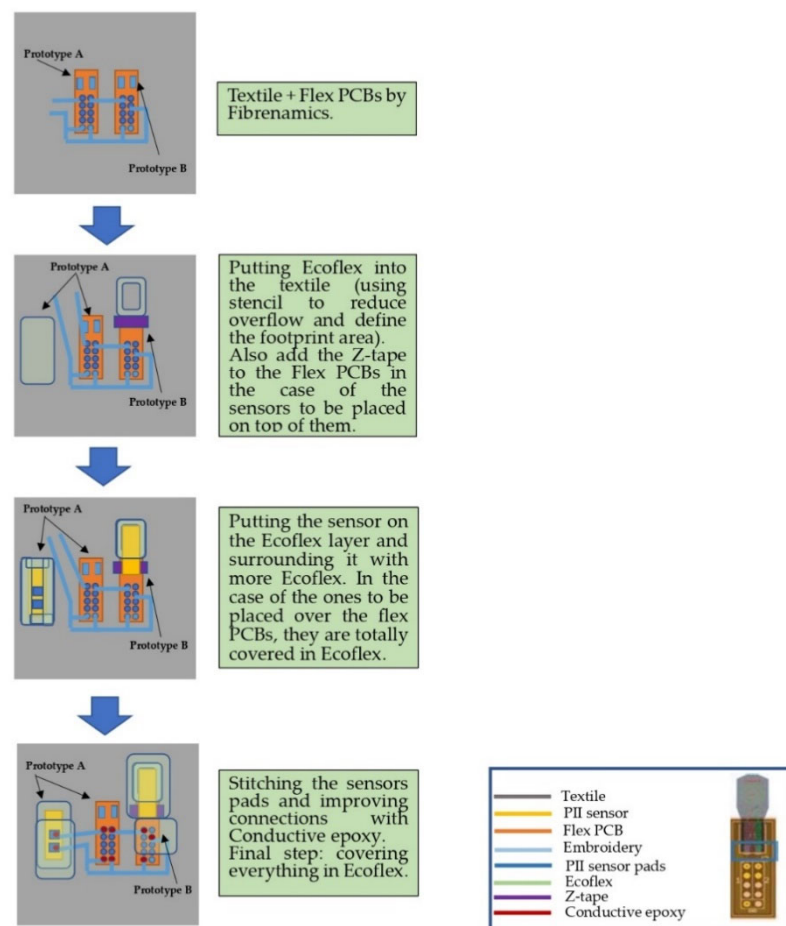 Prototype A
Prototype B
Textile + Flex PCBs by
Fibrenamics.
Prototype A
Prototype B
Putting Ecoflex into
the textile (using
stencil to reduce
overflow and define
the footprint area).
Also add the Z-tape
to the Flex PCBs in
the case of the
sensors to be placed
on top of them.
Prototype A
Prototype B
Putting the sensor on
the Ecoflex layer and
surrounding it with
more Ecoflex. In the
case of the ones to be
placed over the flex
PCBs, they are totally
covered in Ecoflex.
Prototype A
Prototype B
Stitching the sensors
pads and improving
connections with
Conductive epoxy.
Final step: covering
everything in Ecoflex.
Textile
PII sensor
Flex PCB
Embroidery
PII sensor pads
Ecoflex
Z-tape
Conductive epoxy